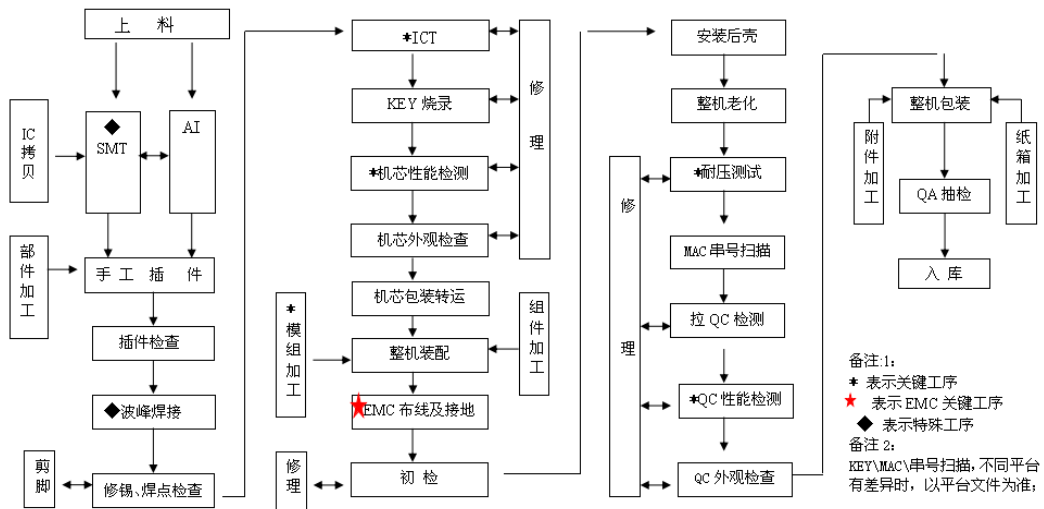 上 料
IC拷贝
◆
SMT
AI
部件加工
手 工 插 件
插件检查
◆波峰焊接
剪脚
修锡、焊点检查
*ICT
KEY 烧录
*机芯性能检测
机芯外观检查
修理
机芯包装转运
*模组加工
整机装配
组件加工
★EMC 布线及接地
修理
初 检
安装后壳
整机老化
*耐压测试
MAC 串号扫描
拉 QC 检测
*QC 性能检测
QC 外观检查
修理
整机包装
附件加工
纸箱加工
QA 抽检
入 库
备注:1:
* 表示关键工序
★ 表示 EMC 关键工序
◆ 表示特殊工序
备注 2:
KEY\MAC\串号扫描,不同平台
有差异时，以平台文件为准;